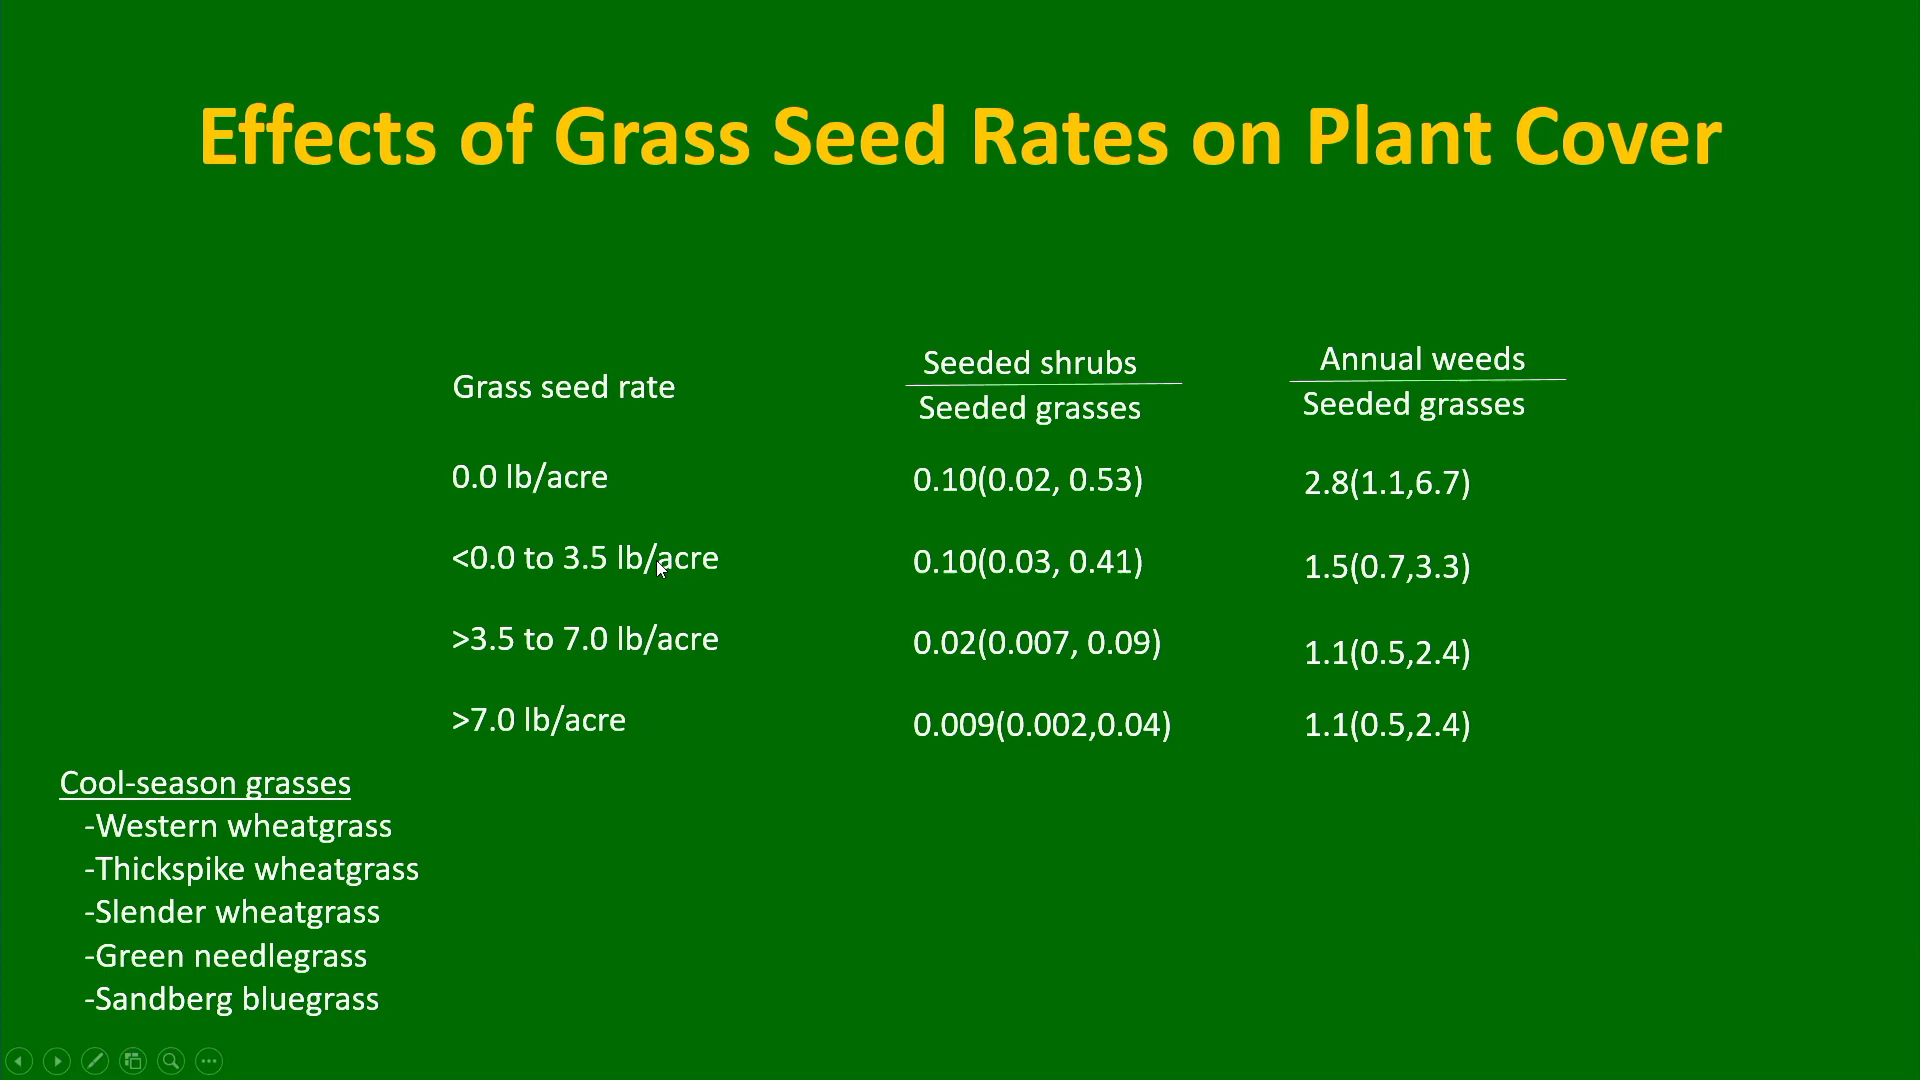 Effects of Grass Seed Rates on Plant Cover
Grass seed rate
Seeded shrubs
Seeded grasses
Annual weeds
Seeded grasses
0.0 lb/acre
0.10(0.02, 0.53)
2.8(1.1,6.7)
<0.0 to 3.5 lb/acre
0.10(0.03, 0.41)
1.5(0.7,3.3)
>3.5 to 7.0 lb/acre
0.02(0.007, 0.09)
1.1(0.5,2.4)
>7.0 lb/acre
0.009(0.002,0.04)
1.1(0.5,2.4)
Cool-season grasses
-Western wheatgrass
-Thickspike wheatgrass
-Slender wheatgrass
-Green needlegrass
-Sandberg bluegrass